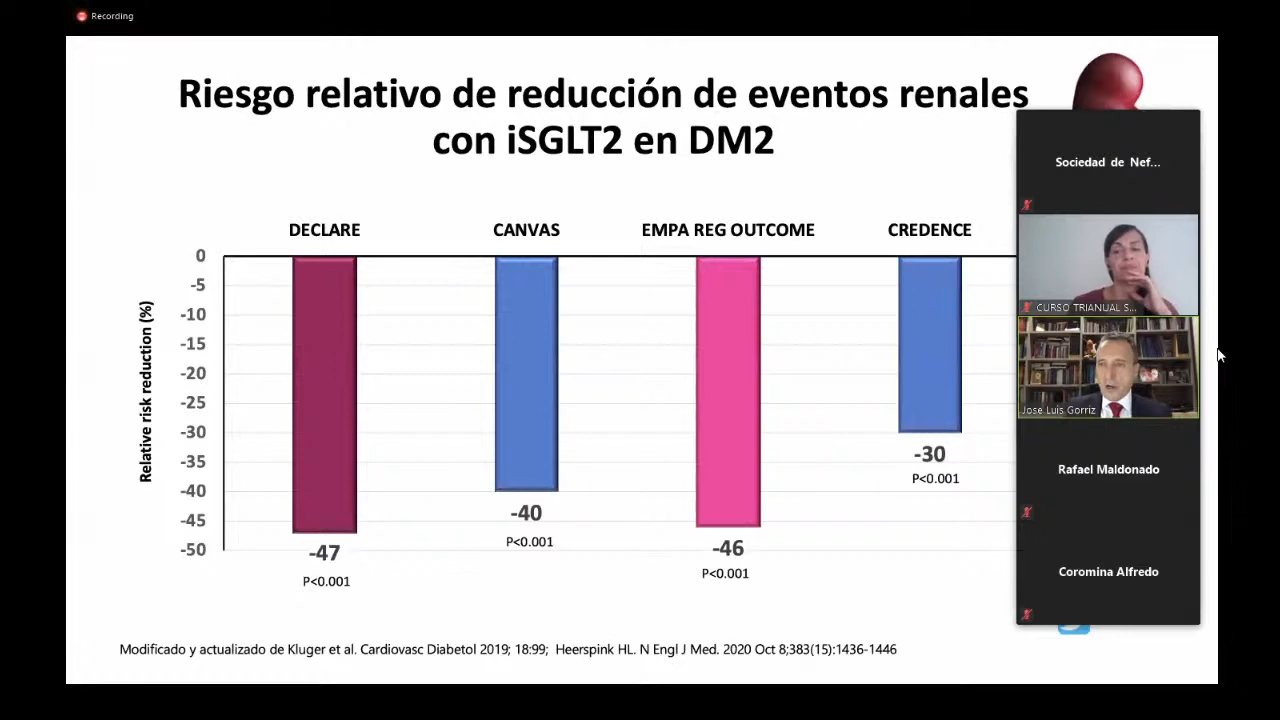 Recording
Riesgo relativo de reducción de eventos renales
con iSGLT2 en DM2
DECLARE
CANVAS
EMPA REG OUTCOME
CREDENCE
Relative risk reduction (%)
0
-5
-10
-15
-20
-25
-30
-35
-40
-45
-50
-47
P<0.001
-40
P<0.001
-46
P<0.001
-30
P<0.001
Modificado y actualizado de Kluger et al. Cardiovasc Diabetol 2019; 18:99; Heerspink HL. N Engl J Med. 2020 Oct 8;383(15):1436-1446
Sociedad de Nef...
CURSO TRIANUAL S...
Jose Luis Gorriz
Rafael Maldonado
Coromina Alfredo